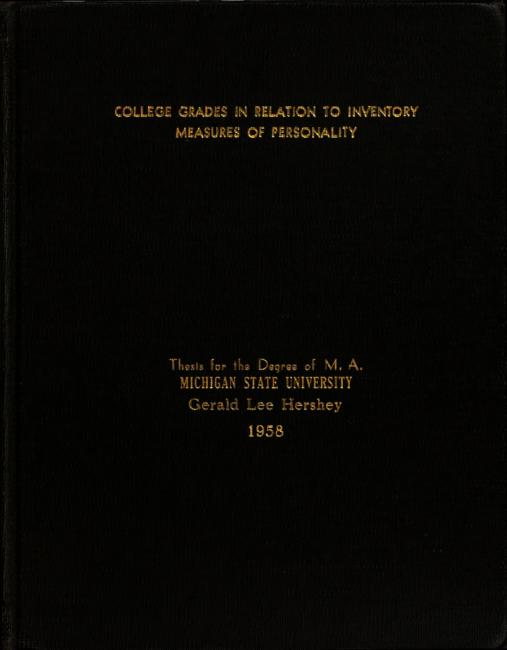 COLLEGE GRADES IN RELATION TO INVENTORY
MEASURES OF PERSONALITY
Thesis for the Degree of M. A.
MICHIGAN STATE UNIVERSITY
Gerald Lee Hershey
1958